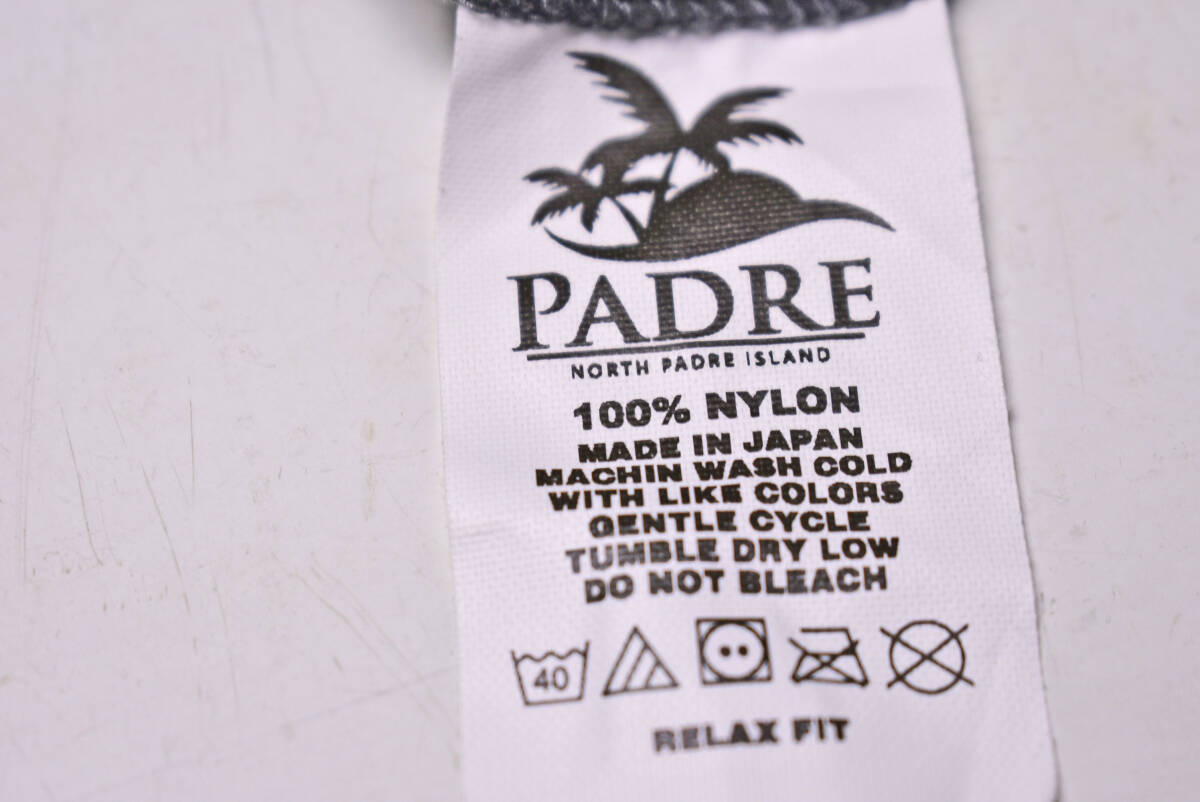 PADRE
NORTH PADRE ISLAND
100% NYLON
MADE IN JAPAN
MACHIN WASH COLD
WITH LIKE COLORS
GENTLE CYCLE
TUMBLE DRY LOW
DO NOT BLEACH
40
RELAX FIT